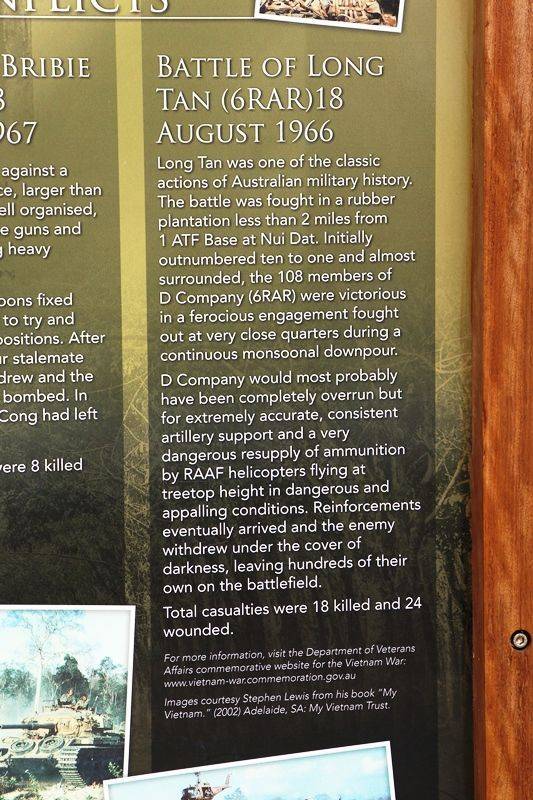 NFLICTS
BRIBIE
8
967
against a
ce, larger than
ell organised,
e guns and
g heavy
oons fixed
to try and
positions. After
ur stalemate
drew and the
bombed. In
Cong had left
were 8 killed
BATTLE OF LONG
TAN (6RAR)18
AUGUST 1966
Long Tan was one of the classic
actions of Australian military history.
The battle was fought in a rubber
plantation less than 2 miles from
1 ATF Base at Nui Dat. Initially
outnumbered ten to one and almost
surrounded, the 108 members of
D Company (6RAR) were victorious
in a ferocious engagement fought
out at very close quarters during a
continuous monsoonal downpour.
D Company would most probably
have been completely overrun but
for extremely accurate, consistent
artillery support and a very
dangerous resupply of ammunition
by RAAF helicopters flying at
treetop height in dangerous and
appalling conditions. Reinforcements
eventually arrived and the enemy
withdrew under the cover of
darkness, leaving hundreds of their
own on the battlefield.
Total casualties were 18 killed and 24
wounded.
For more information, visit the Department of Veterans
Affairs commemorative website for the Vietnam War:
www.vietnam-war.commemoration.gov.au
Images courtesy Stephen Lewis from his book "My
Vietnam." (2002) Adelaide, SA: My Vietnam Trust.